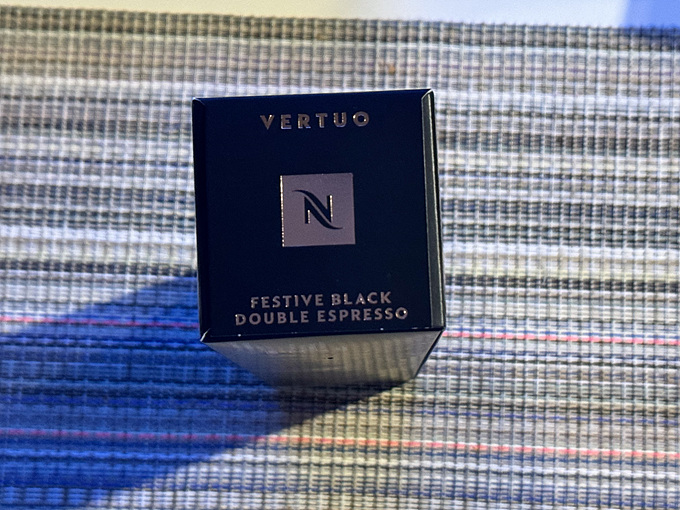 VERTUO
N
FESTIVE BLACK
DOUBLE ESPRESSO